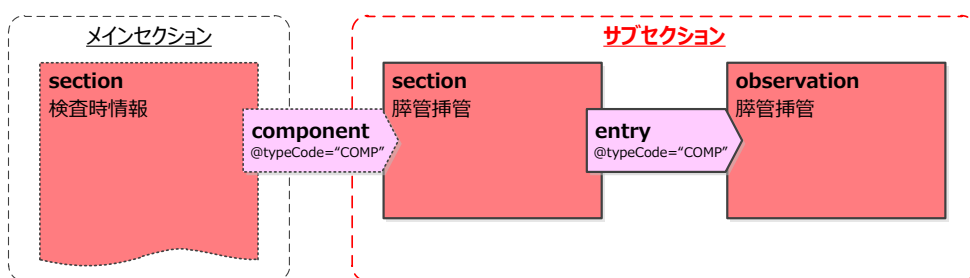 メインセクション
サブセクション
section
検査時情報
component
@typeCode=“COMP”
section
膵管挿管
entry
@typeCode=“COMP”
observation
膵管挿管